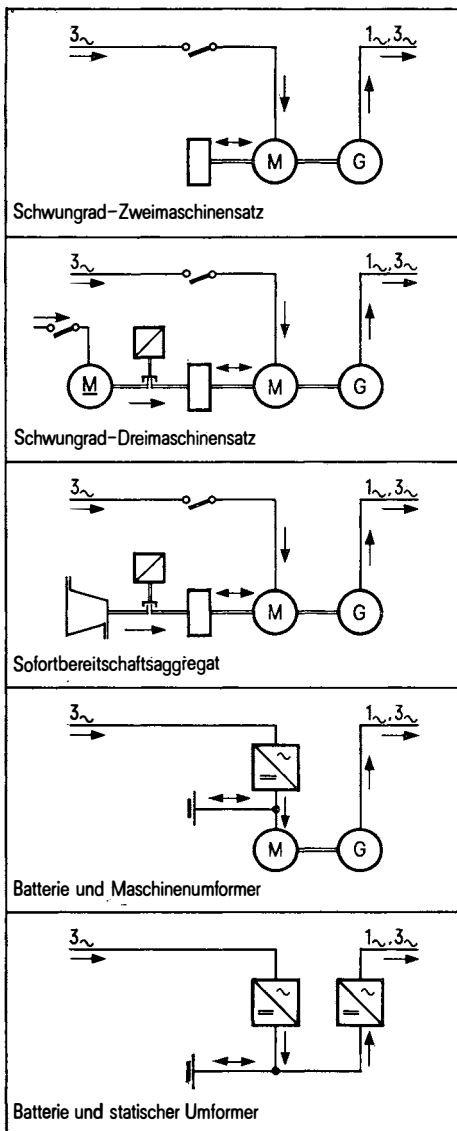 3~ 1~,3~
M G
Schwungrad-Zweimaschinensatz
3~ 1~,3~
M M G
Schwungrad-Dreimaschinensatz
3~ 1~,3~
M G
Sofortbereitschaftsaggregat
3~ 1~,3~
~
=
M G
Batterie und Maschinenumformer
3~ 1~,3~
~ ~
= =
Batterie und statischer Umformer